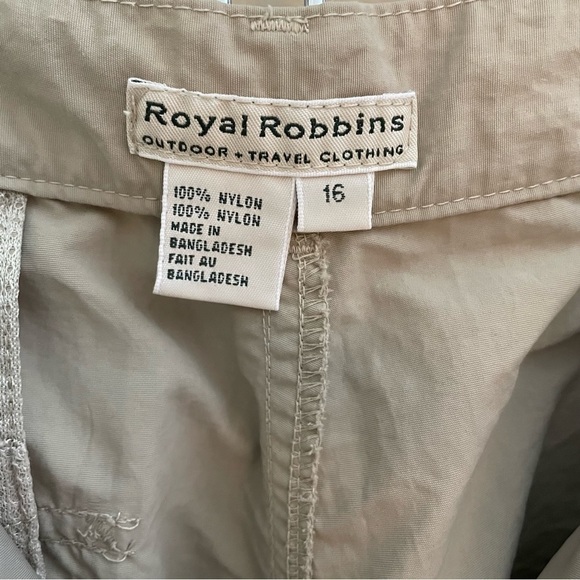 Royal Robbins
OUTDOOR + TRAVEL CLOTHING
16
100% NYLON
100% NYLON
MADE IN
BANGLADESH
FAIT AU
BANGLADESH